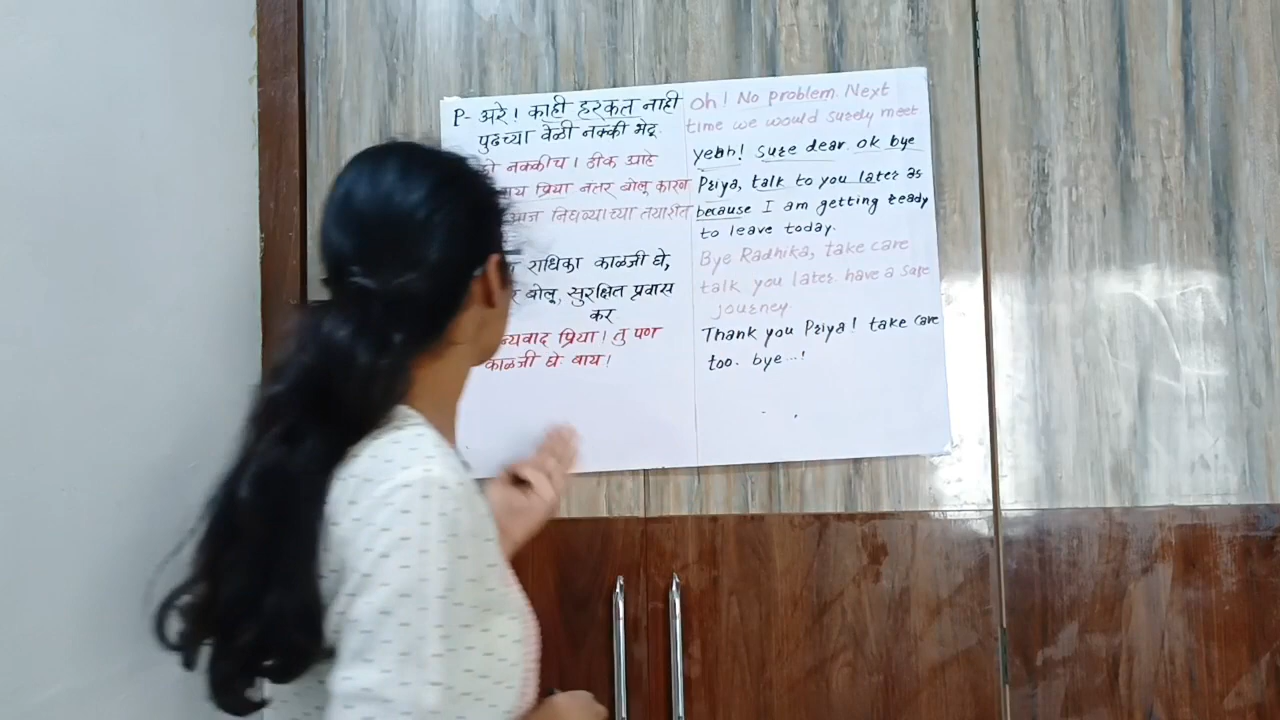 P- अरे! काही हरकत नाही
पुढच्या वेळी नक्की भेटू.
नक्कीच। ठीक आहे
बाय प्रिया नतर बोलू कारण
आज निघण्याच्या तयारीत
राधिका काळजी घे,
बोलू, सुरक्षित प्रवास
कर
प्रिया! तु पण
काळजी घे. बाय!
oh! No problem. Next
time we would surely meet
yeah! Sure dear. ok bye
Priya, talk to you later as
because I am getting ready
to leave today.
Bye Radhika, take care
talk you later. have a safe
journey.
Thank you Priya! take care
too. bye...!